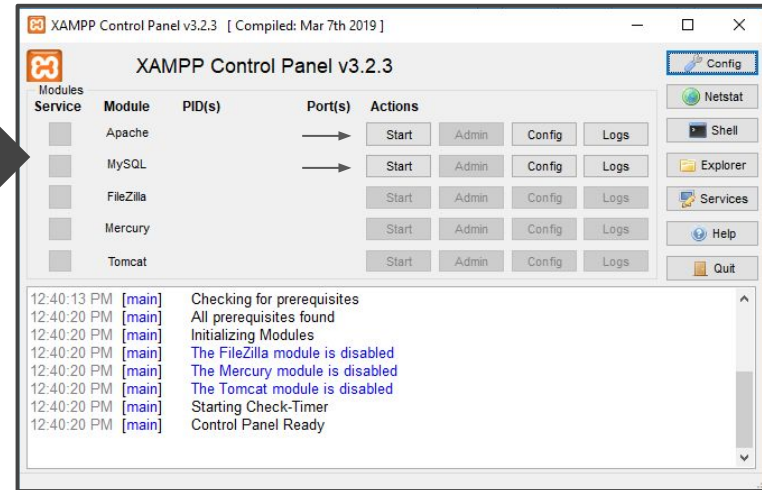 XAMPP Control Panel v3.2.3 [ Compiled: Mar 7th 2019 ]
XAMPP Control Panel v3.2.3
Config
Modules
Service Module PID(s) Port(s) Actions
Netstat
Apache Start Admin Config Logs
Shell
MySQL Start Admin Config Logs
Explorer
FileZilla Start Admin Config Logs
Services
Mercury Start Admin Config Logs
Help
Tomcat Start Admin Config Logs
Quit
12:40:13 PM [main] Checking for prerequisites
12:40:20 PM [main] All prerequisites found
12:40:20 PM [main] Initializing Modules
12:40:20 PM [main] The FileZilla module is disabled
12:40:20 PM [main] The Mercury module is disabled
12:40:20 PM [main] The Tomcat module is disabled
12:40:20 PM [main] Starting Check-Timer
12:40:20 PM [main] Control Panel Ready